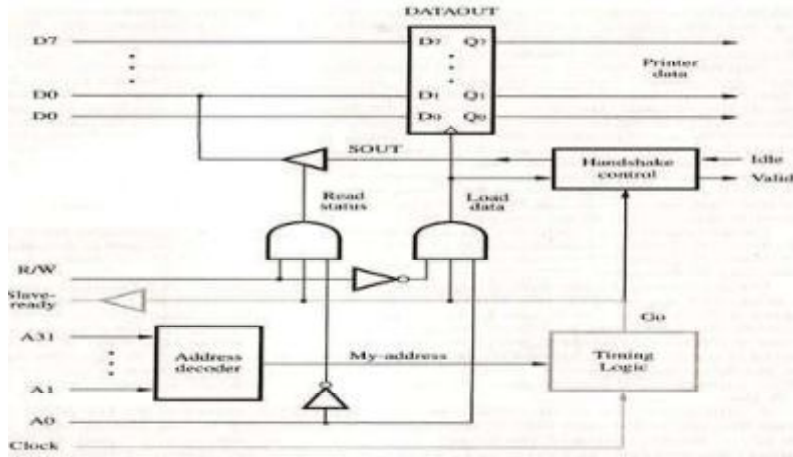 DATAOUT
D7
D7 Q7
Printer
data
D0
D1 Q1
D0
D0 Q0
SOUT
Handshake
control
Idle
Valid
Read
status
Load
data
R/W
Slave-
ready
Go
A31
Address
decoder
My-address
Timing
Logic
A1
A0
Clock